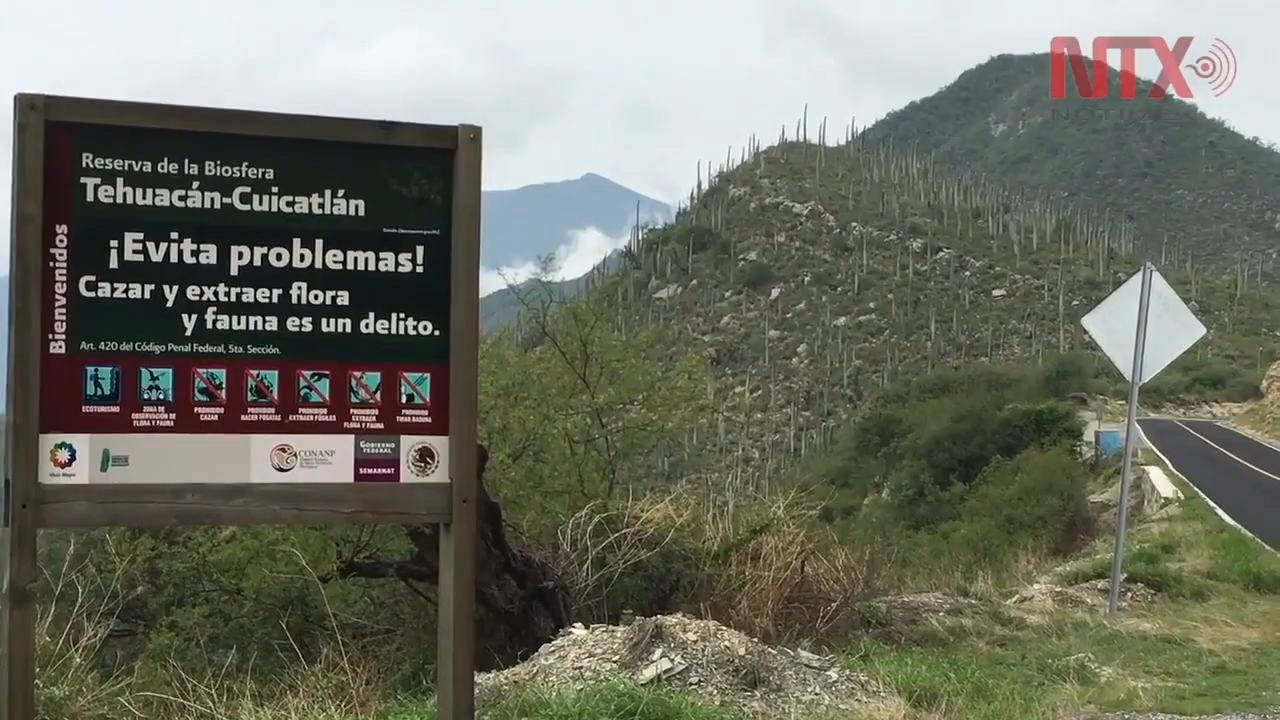 NTX
Reserva de la Biosfera
Tehuacán-Cuicatlán
Bienvenidos
¡Evita problemas!
Cazar y extraer flora
y fauna es un delito.
Art. 420 del Código Penal Federal, 5ta. Sección.
ECOTURISMO
ZONA DE
OBSERVACIÓN DE
FLORA Y FAUNA
PROHIBIDO
CAZAR
PROHIBIDO
HACER FOGATAS
PROHIBIDO
EXTRAER FÓSILES
PROHIBIDO
EXTRAER
FLORA Y FAUNA
PROHIBIDO
TIRAR BASURA
CONANP
GOBIERNO
FEDERAL
SEMARNAT